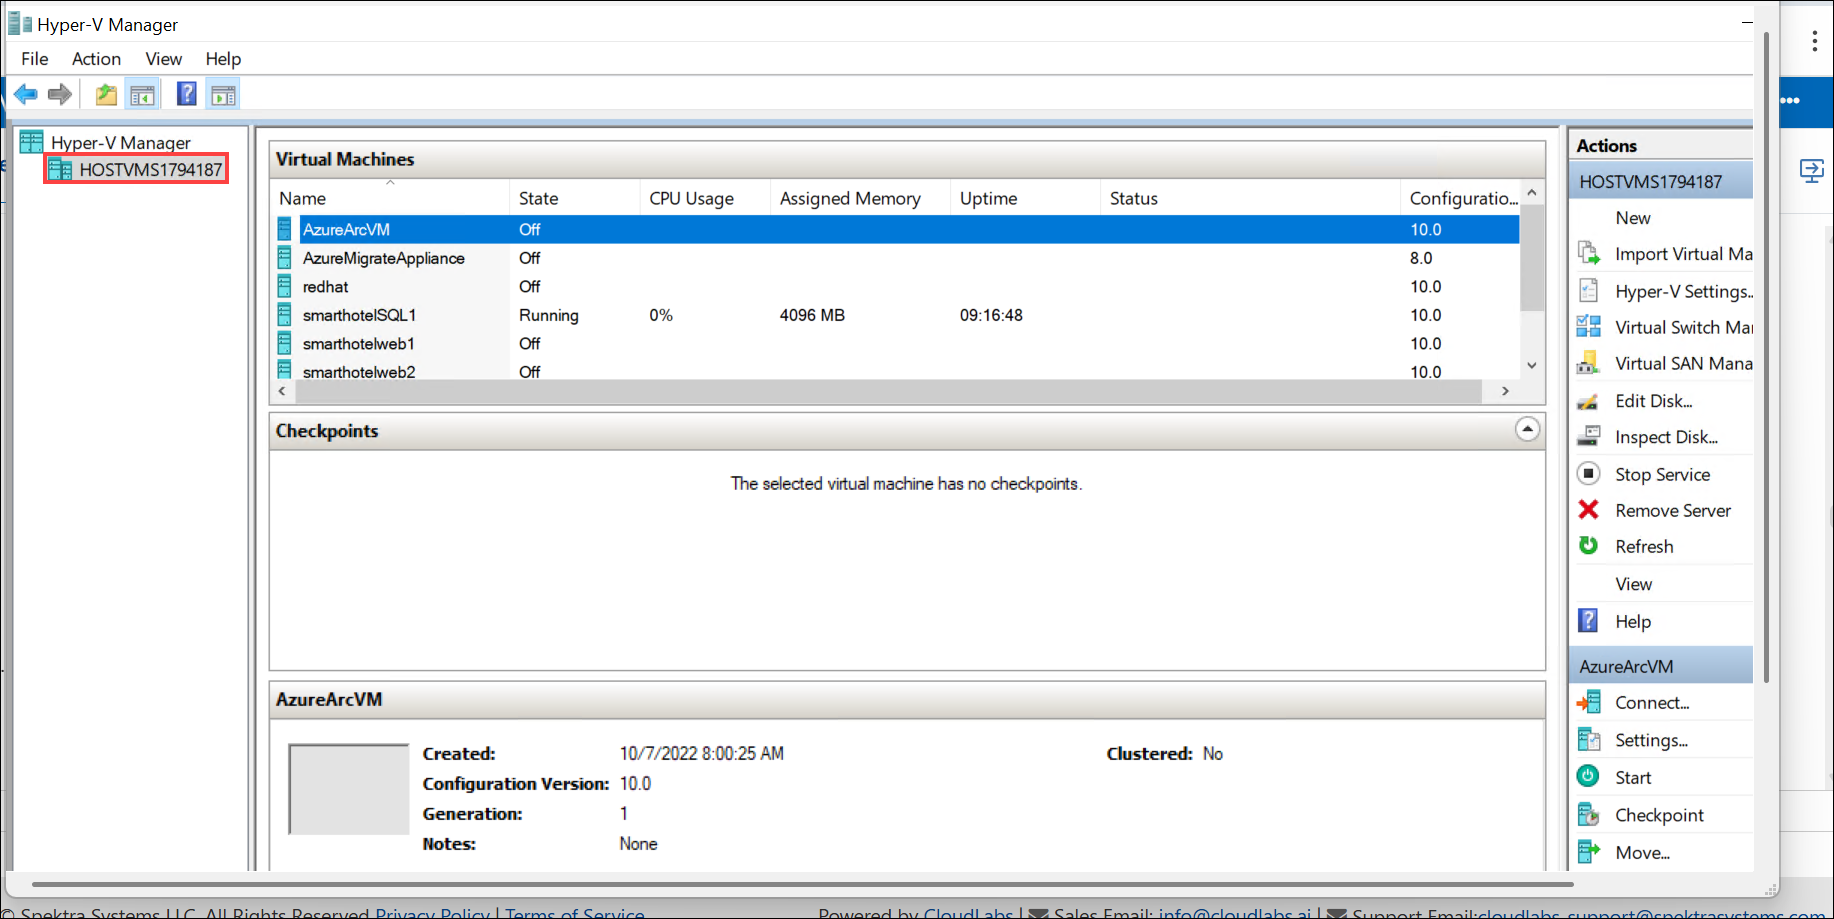 Hyper-V Manager
File Action View Help
Hyper-V Manager
HOSTVMS1794187
Virtual Machines
Name State CPU Usage Assigned Memory Uptime Status Configuratio...
AzureArcVM Off 10.0
AzureMigrateAppliance Off 8.0
redhat Off 10.0
smarthotelSQL1 Running 0% 4096 MB 09:16:48 10.0
smarthotelweb1 Off 10.0
smarthotelweb2 Off 10.0
Checkpoints
The selected virtual machine has no checkpoints.
AzureArcVM
Created: 10/7/2022 8:00:25 AM Clustered: No
Configuration Version: 10.0
Generation: 1
Notes: None
Actions
HOSTVMS1794187
New
Import Virtual Ma
Hyper-V Settings..
Virtual Switch Mar
Virtual SAN Mana
Edit Disk...
Inspect Disk...
Stop Service
Remove Server
Refresh
View
Help
AzureArcVM
Connect...
Settings...
Start
Checkpoint
Move...
© Spektra Systems LLC. All Rights Reserved Privacy Policy | Terms of Service
Powered by CloudLabs | Sales Email: info@cloudlabs.ai | Support Email:cloudlabs-support@spektrasystems.com